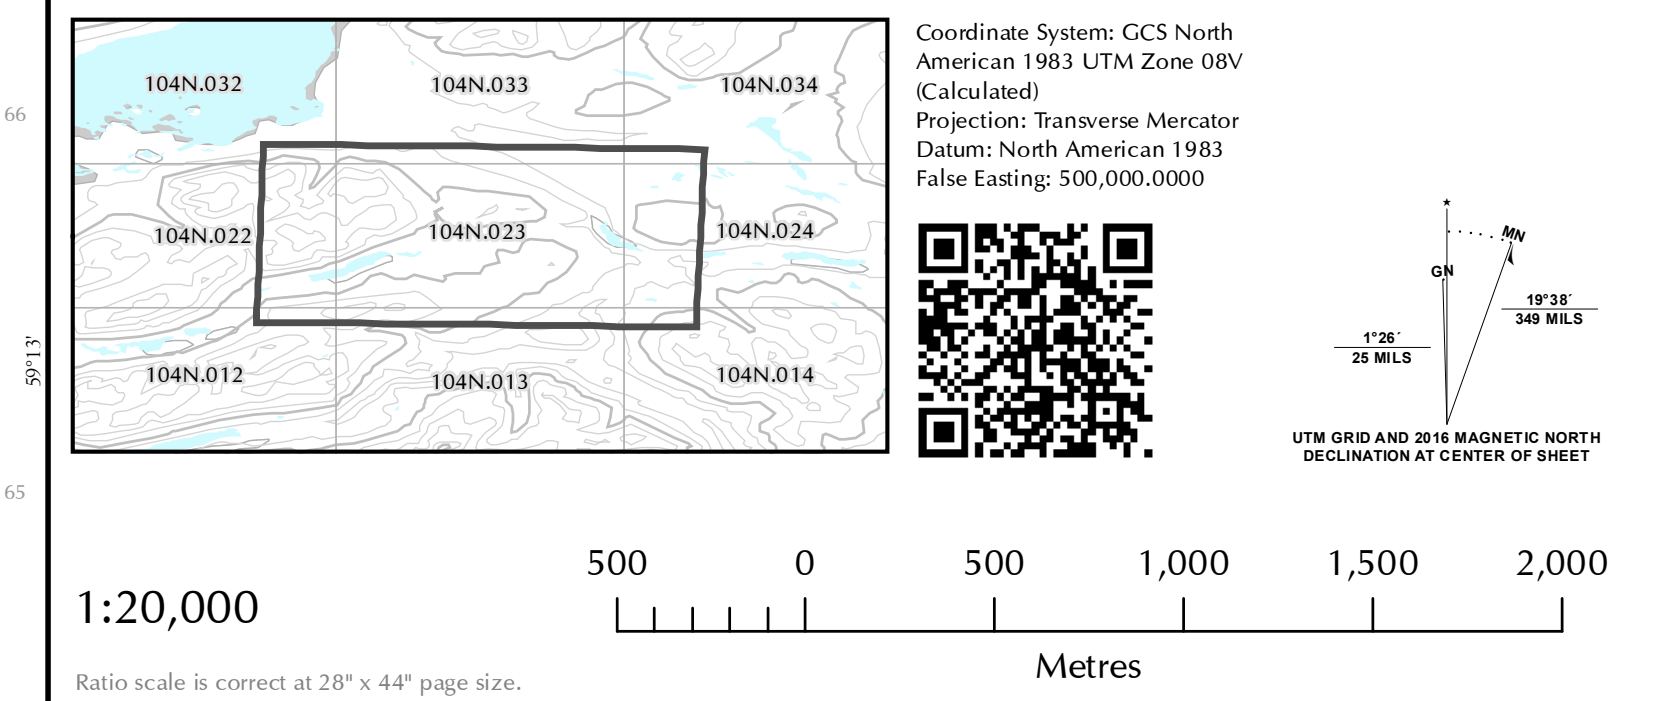 66
59°13'
65
104N.032
104N.033
104N.034
104N.022
104N.023
104N.024
104N.012
104N.013
104N.014
Coordinate System: GCS North
American 1983 UTM Zone 08V
(Calculated)
Projection: Transverse Mercator
Datum: North American 1983
False Easting: 500,000.0000
MN
GN
19°38´
349 MILS
1°26´
25 MILS
UTM GRID AND 2016 MAGNETIC NORTH
DECLINATION AT CENTER OF SHEET
500 0 500 1,000 1,500 2,000
1:20,000
Metres
Ratio scale is correct at 28" x 44" page size.